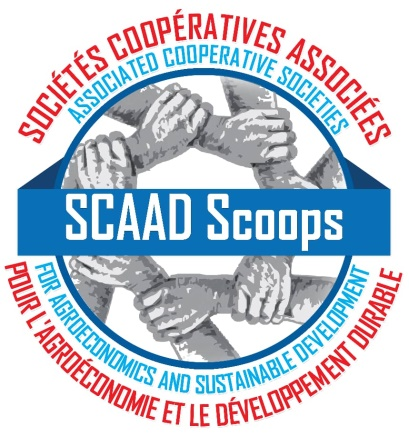 SOCIÉTÉS COOPÉRATIVES ASSOCIÉES
ASSOCIATED COOPERATIVE SOCIETIES
SCAAD Scoops
FOR AGROECONOMICS AND SUSTAINABLE DEVELOPMENT
POUR L'AGROÉCONOMIE ET LE DÉVELOPPEMENT DURABLE